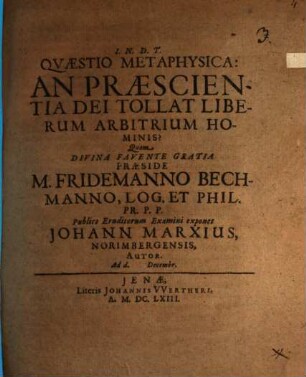 3.
I. N. D. T.
QVÆSTIO METAPHYSICA:
AN PRÆSCIEN-
TIA DEI TOLLAT LIBE-
RUM ARBITRIUM HO-
MINIS?
Quam
DIVINA FAVENTE GRATIA
PRÆSIDE
M. FRIDEMANNO BECH-
MANNO, LOG. ET PHIL.
PR. P. P.
Publico Eruditorum Examini exponet
JOHANN MARXIUS,
NORIMBERGENSIS,
AUTOR.
Ad d. Decembr.
JENÆ,
Literis JOHANNIS VVERTHERI,
A. M. DC. LXIII.